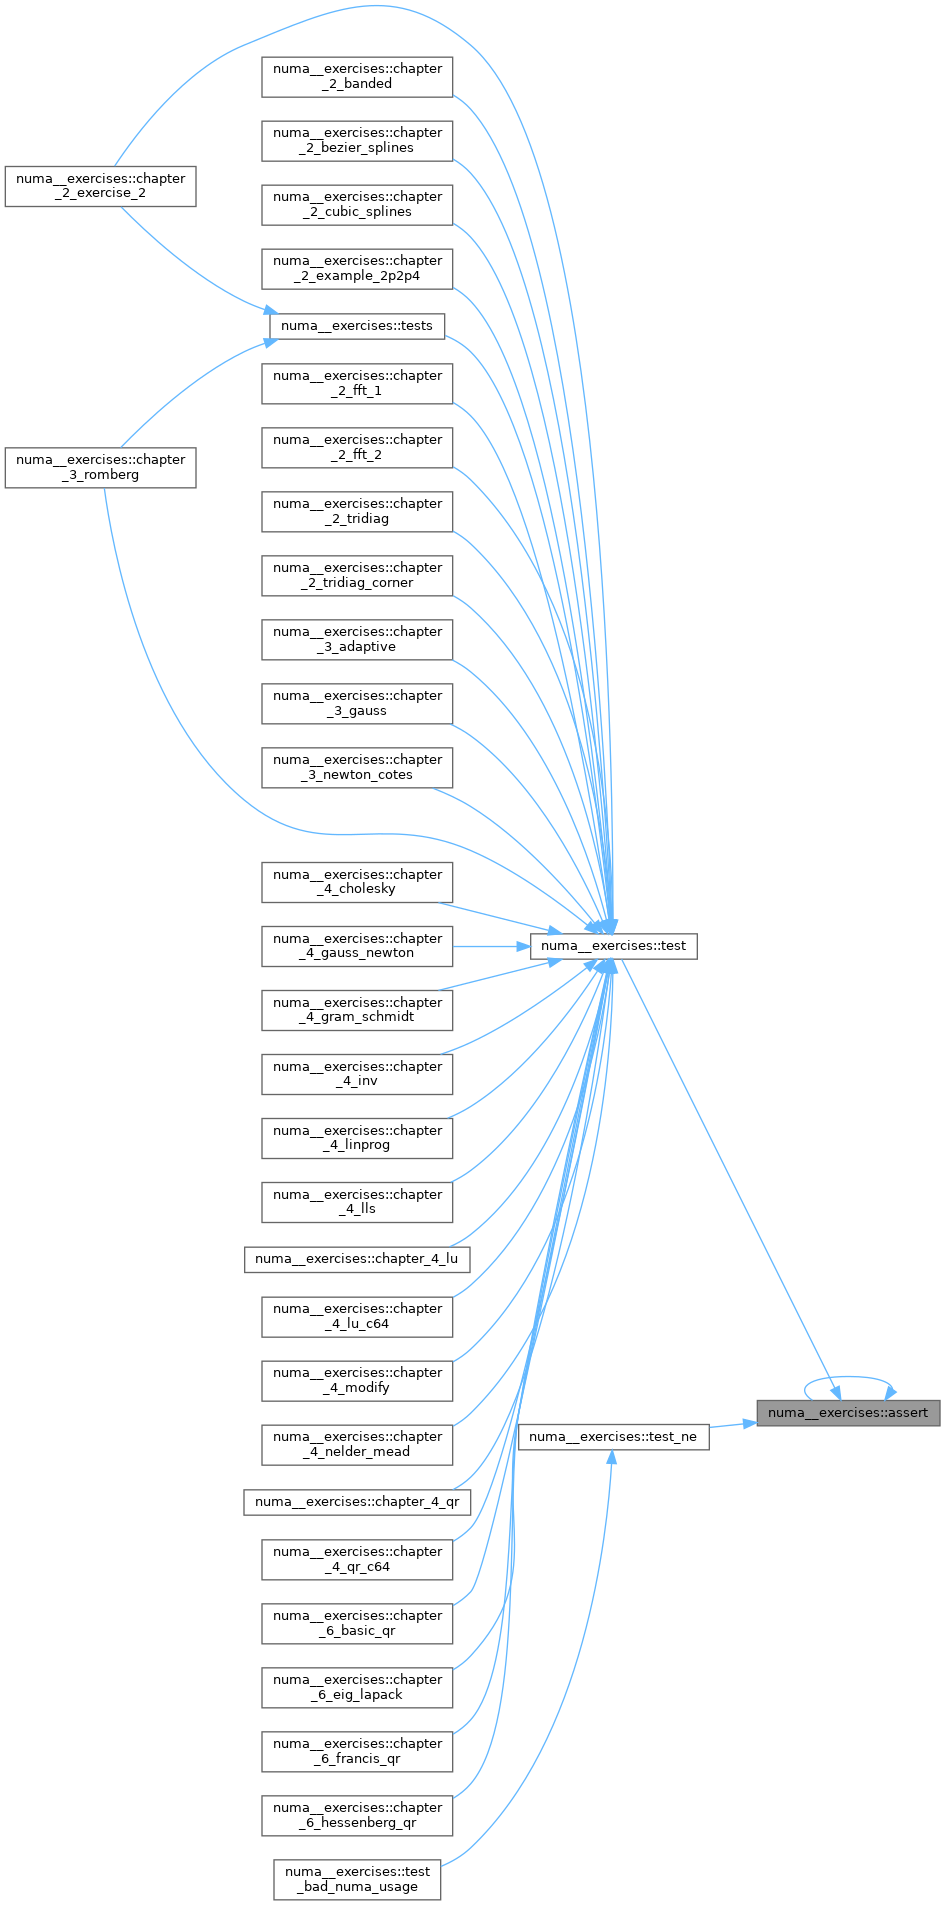 numa__exercises::chapter
_2_banded
numa__exercises::chapter
_2_bezier_splines
numa__exercises::chapter
_2_exercise_2
numa__exercises::chapter
_2_cubic_splines
numa__exercises::chapter
_2_example_2p2p4
numa__exercises::tests
numa__exercises::chapter
_2_fft_1
numa__exercises::chapter
_2_fft_2
numa__exercises::chapter
_3_romberg
numa__exercises::chapter
_2_tridiag
numa__exercises::chapter
_2_tridiag_corner
numa__exercises::chapter
_3_adaptive
numa__exercises::chapter
_3_gauss
numa__exercises::chapter
_3_newton_cotes
numa__exercises::chapter
_4_cholesky
numa__exercises::chapter
_4_gauss_newton
numa__exercises::test
numa__exercises::chapter
_4_gram_schmidt
numa__exercises::chapter
_4_inv
numa__exercises::chapter
_4_linprog
numa__exercises::chapter
_4_lls
numa__exercises::chapter_4_lu
numa__exercises::chapter
_4_lu_c64
numa__exercises::chapter
_4_modify
numa__exercises::assert
numa__exercises::chapter
_4_nelder_mead
numa__exercises::test_ne
numa__exercises::chapter_4_qr
numa__exercises::chapter
_4_qr_c64
numa__exercises::chapter
_6_basic_qr
numa__exercises::chapter
_6_eig_lapack
numa__exercises::chapter
_6_francis_qr
numa__exercises::chapter
_6_hessenberg_qr
numa__exercises::test
_bad_numa_usage